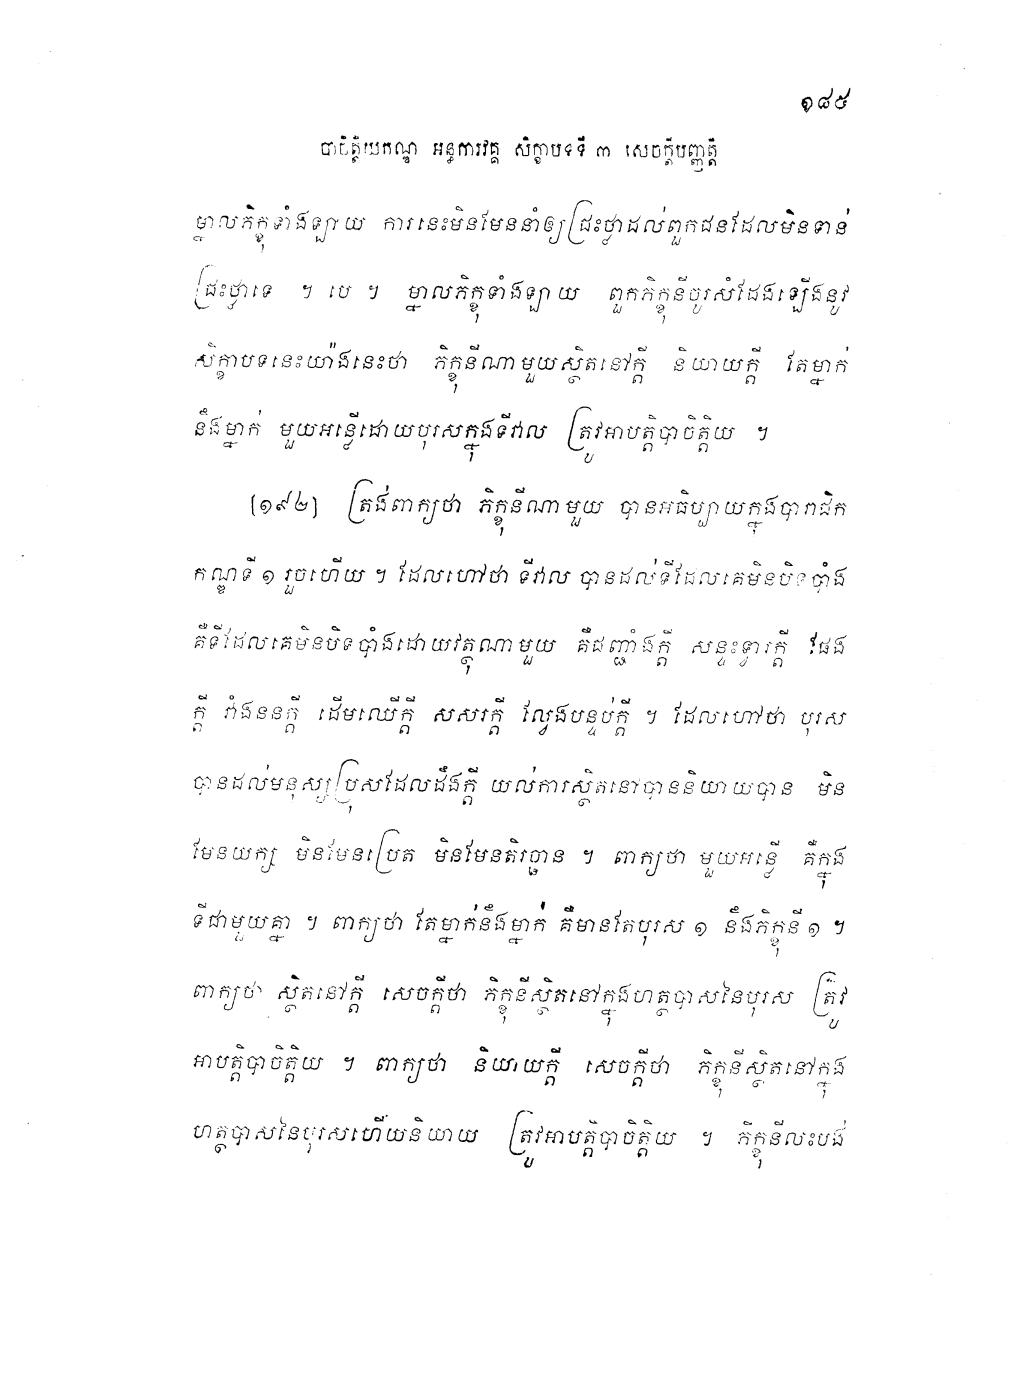 ១៨៥
បាចិត្តិយកណ្ឌ អន្ធការវគ្គ សិក្ខាបទទី ៣ សេចក្តីបញ្ញត្តិ
ម្នាលភិក្ខុទាំងឡាយ ការនេះមិនមែននាំឲ្យជ្រះថ្លាដល់ពួកជនដែលមិនទាន់
ជ្រះថ្លាទេ ។ បេ ។ ម្នាលភិក្ខុទាំងឡាយ ពួកភិក្ខុនីចូរសំដែងឡើងនូវ
សិក្ខាបទនេះយ៉ាងនេះថា ភិក្ខុនីណាមួយស្ថិតនៅក្តី និយាយក្តី តែម្នាក់
នឹងម្នាក់ មួយអន្លើដោយបុរសក្នុងទីវាល ត្រូវអាបត្តិបាចិត្តិយ ។
[១៩២] ត្រង់ពាក្យថា ភិក្ខុនីណាមួយ បានអធិប្បាយក្នុងបារាជិក
កណ្ឌទី ១ រួចហើយ ។ ដែលហៅថា ទីវាល បានដល់ទីដែលគេមិនបិទបាំង
គឺទីដែលគេមិនបិទបាំងដោយវត្ថុណាមួយ គឺជញ្ជាំងក្តី សន្ទះទ្វារក្តី ផែង
ក្តី វាំងននក្តី ដើមឈើក្តី សសរក្តី ល្វែងបន្ទប់ក្តី ។ ដែលហៅថា បុរស
បានដល់មនុស្សប្រុសដែលដឹងក្តី យល់ការស្ថិតនៅបាននិយាយបាន មិន
មែនយក្ស មិនមែនប្រេត មិនមែនតិរច្ឆាន ។ ពាក្យថា មួយអន្លើ គឺក្នុង
ទីជាមួយគ្នា ។ ពាក្យថា តែម្នាក់នឹងម្នាក់ គឺមានតែបុរស ១ នឹងភិក្ខុនី ១ ។
ពាក្យថា ស្ថិតនៅក្តី សេចក្តីថា ភិក្ខុនីស្ថិតនៅក្នុងហត្ថបាសនៃបុរស ត្រូវ
អាបត្តិបាចិត្តិយ ។ ពាក្យថា និយាយក្តី សេចក្តីថា ភិក្ខុនីស្ថិតនៅក្នុង
ហត្ថបាសនៃបុរសហើយនិយាយ ត្រូវអាបត្តិបាចិត្តិយ ។ ភិក្ខុនីលះបង់